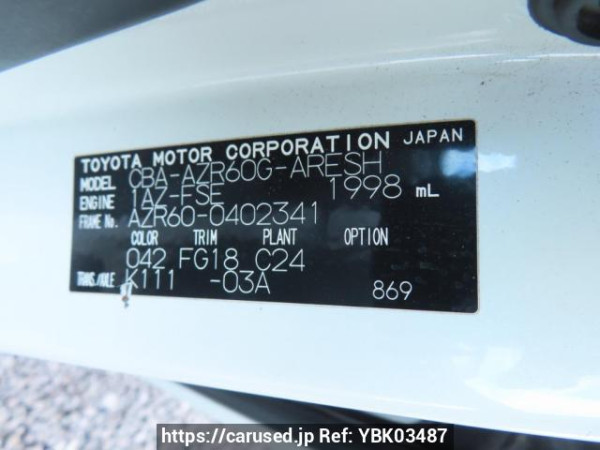 TOYOTA MOTOR CORPORATION JAPAN
MODEL CBA-AZR60G-ARESH
ENGINE 1AZ-FSE 1998 mL
FRAME No. AZR60-0402341
COLOR TRIM PLANT OPTION
042 FG18 C24
TRANS./AXLE K111 -03A 869
https://carused.jp Ref: YBK03487